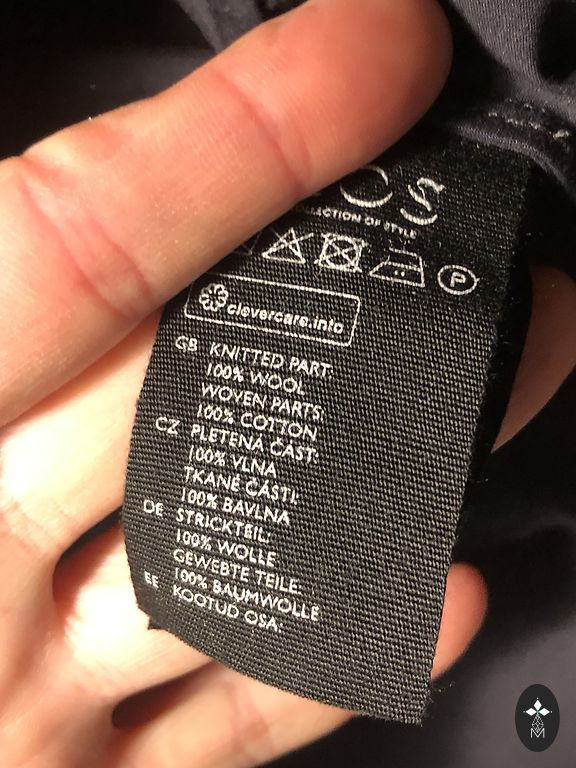 COLLECTION OF STYLE
P
clevercare.info
GB KNITTED PART:
100% WOOL
WOVEN PARTS:
100% COTTON
CZ PLETENÁ ČÁST:
100% VLNA
TKANÉ ČÁSTI:
100% BAVLNA
DE STRICKTEIL:
100% WOLLE
GEWEBTE TEILE:
100% BAUMWOLLE
EE KOOTUD OSA:
M